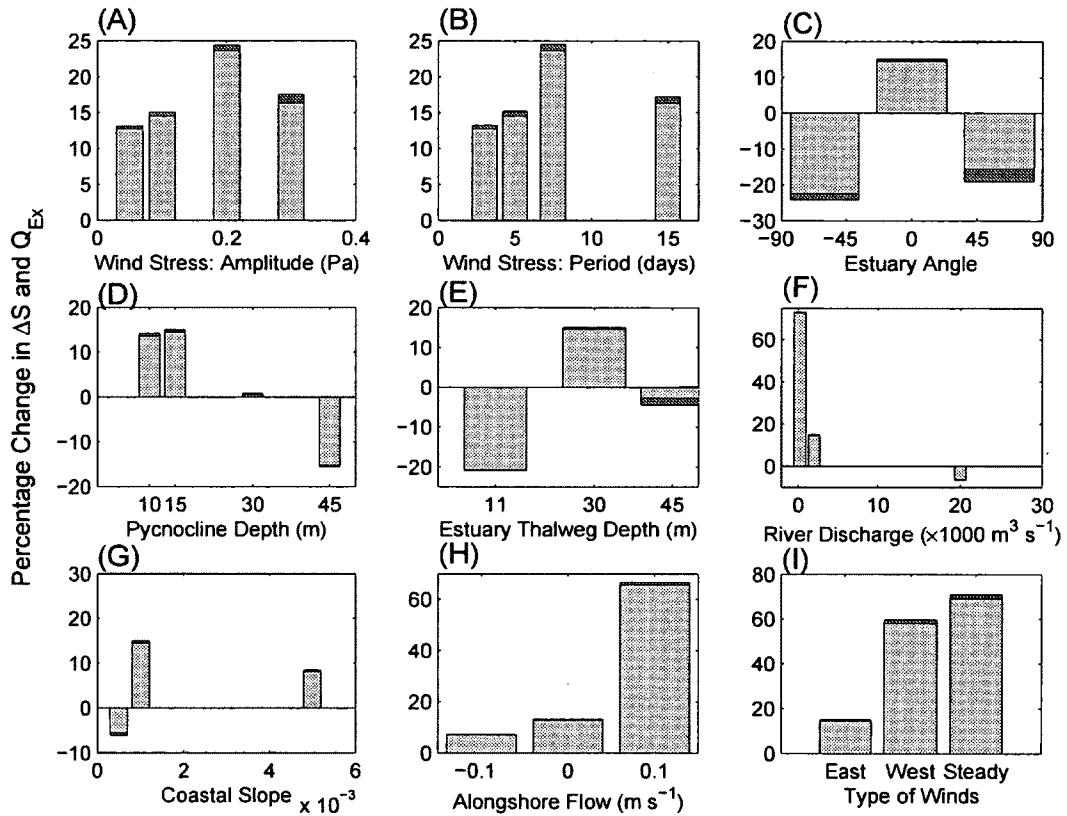 Percentage Change in ΔS and Q_Ex
(A)
25
20
15
10
5
0
0 0.2 0.4
Wind Stress: Amplitude (Pa)
(B)
25
20
15
10
5
0
0 5 10 15
Wind Stress: Period (days)
(C)
20
10
0
−10
−20
−30
−90 −45 0 45 90
Estuary Angle
(D)
20
10
0
−10
−20
10 15 30 45
Pycnocline Depth (m)
(E)
20
10
0
−10
−20
11 30 45
Estuary Thalweg Depth (m)
(F)
60
40
20
0
0 10 20 30
River Discharge (×1000 m³ s⁻¹)
(G)
30
20
10
0
−10
0 2 4 6
Coastal Slope x 10⁻³
(H)
60
40
20
0
−0.1 0 0.1
Alongshore Flow (m s⁻¹)
(I)
80
60
40
20
0
East West Steady
Type of Winds